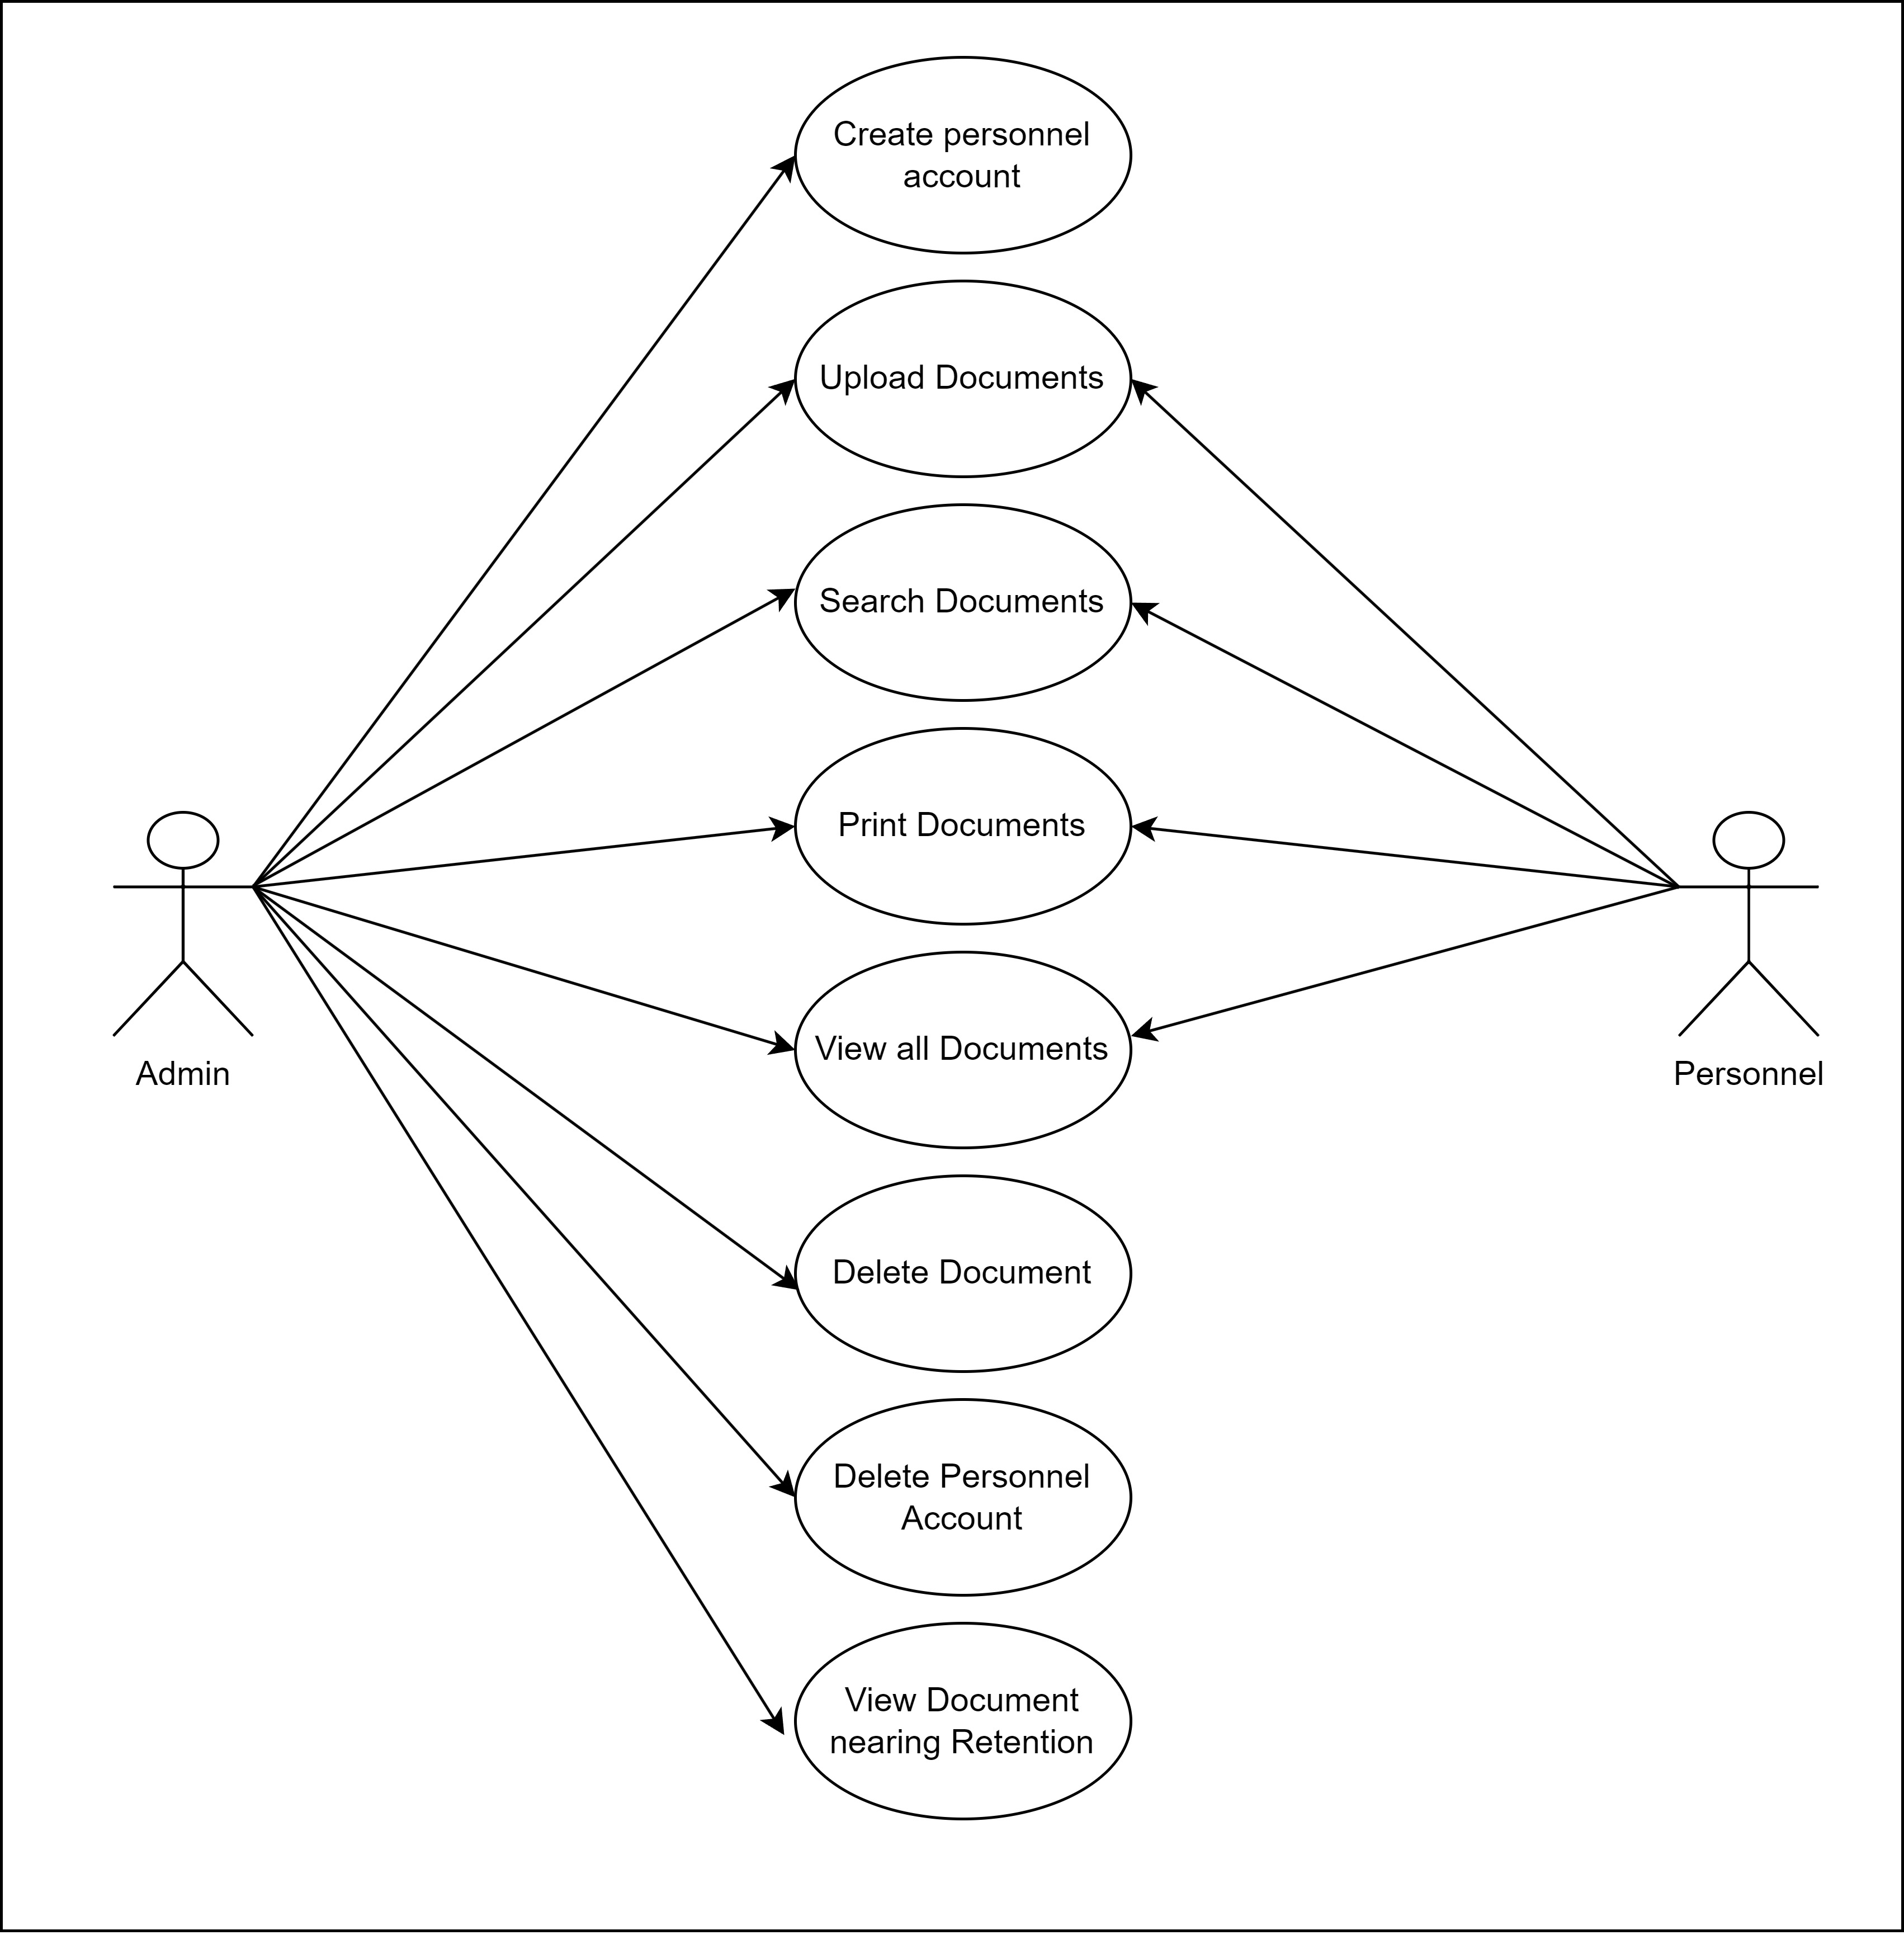 Create personnel
account
Upload Documents
Search Documents
Print Documents
View all Documents
Admin
Personnel
Delete Document
Delete Personnel
Account
View Document
nearing Retention